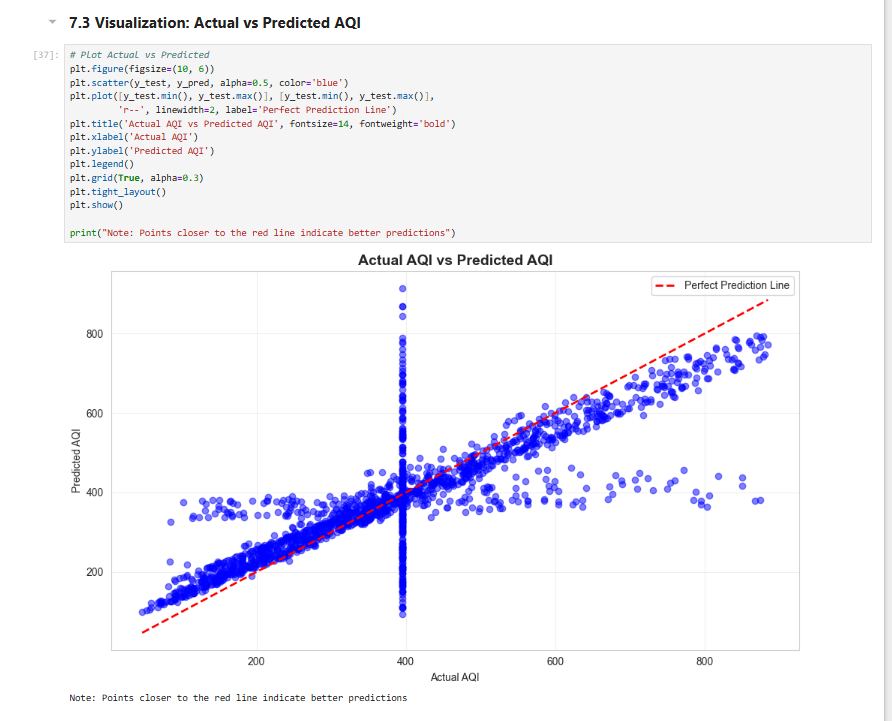 7.3 Visualization: Actual vs Predicted AQI
[37]:
# Plot Actual vs Predicted
plt.figure(figsize=(10, 6))
plt.scatter(y_test, y_pred, alpha=0.5, color='blue')
plt.plot([y_test.min(), y_test.max()], [y_test.min(), y_test.max()],
'r--', linewidth=2, label='Perfect Prediction Line')
plt.title('Actual AQI vs Predicted AQI', fontsize=14, fontweight='bold')
plt.xlabel('Actual AQI')
plt.ylabel('Predicted AQI')
plt.legend()
plt.grid(True, alpha=0.3)
plt.tight_layout()
plt.show()
print("Note: Points closer to the red line indicate better predictions")
Actual AQI vs Predicted AQI
Perfect Prediction Line
800
600
400
200
Predicted AQI
200
400
600
800
Actual AQI
Note: Points closer to the red line indicate better predictions